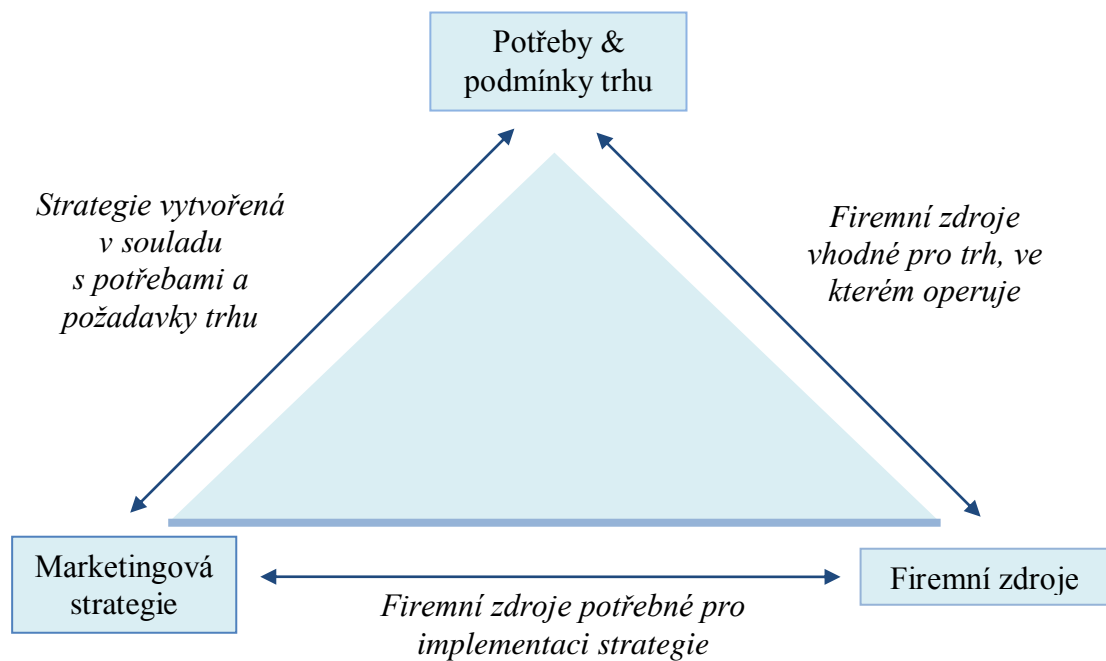 Potřeby &
podmínky trhu
Strategie vytvořená
v souladu
s potřebami a
požadavky trhu
Firemní zdroje
vhodné pro trh, ve
kterém operuje
Marketingová
strategie
Firemní zdroje potřebné pro
implementaci strategie
Firemní zdroje